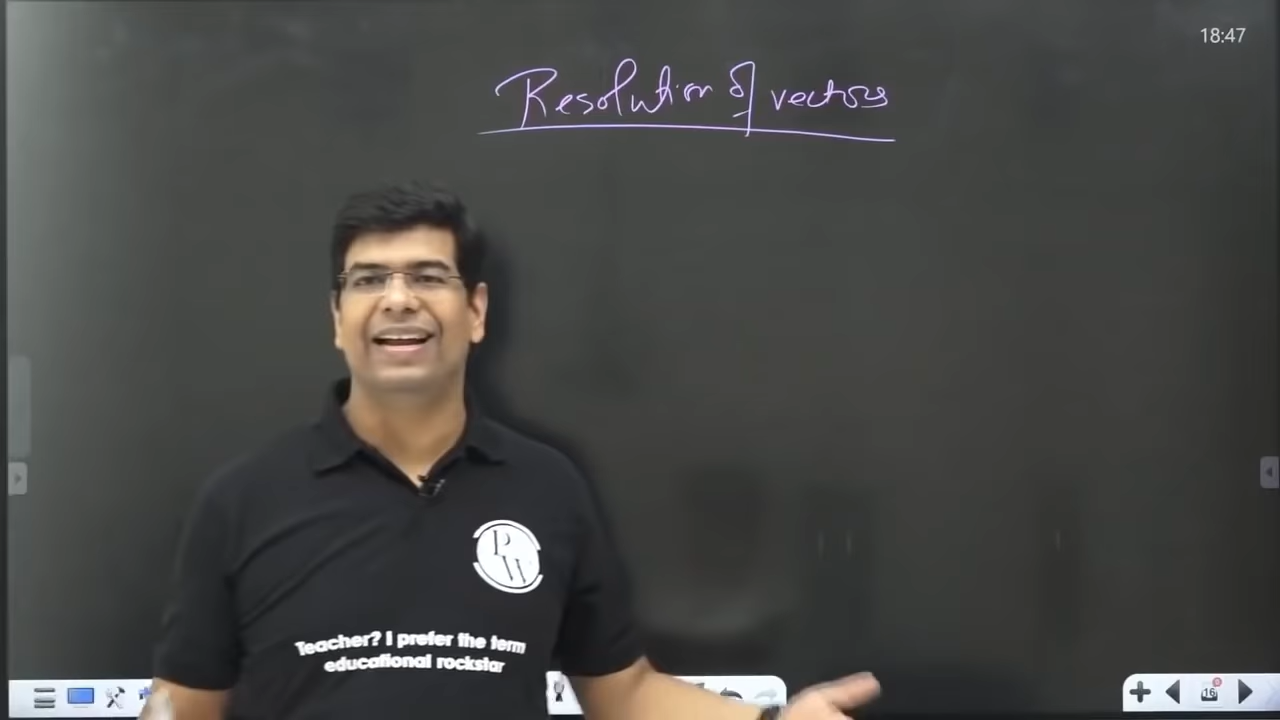 18:47
Resolution of vectors
PW
Teacher? I prefer the term
educational rockstar
16